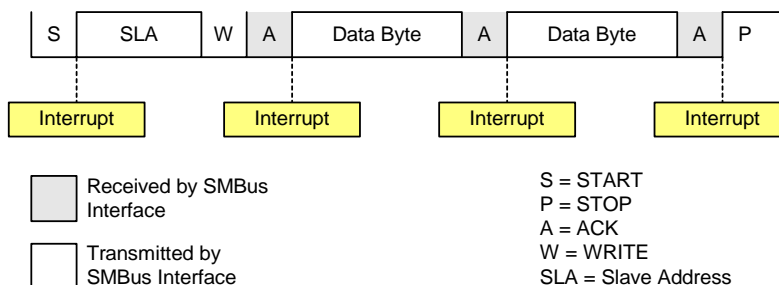 S SLA W A Data Byte A Data Byte A P
Interrupt Interrupt Interrupt Interrupt
Received by SMBus
Interface
Transmitted by
SMBus Interface
S = START
P = STOP
A = ACK
W = WRITE
SLA = Slave Address